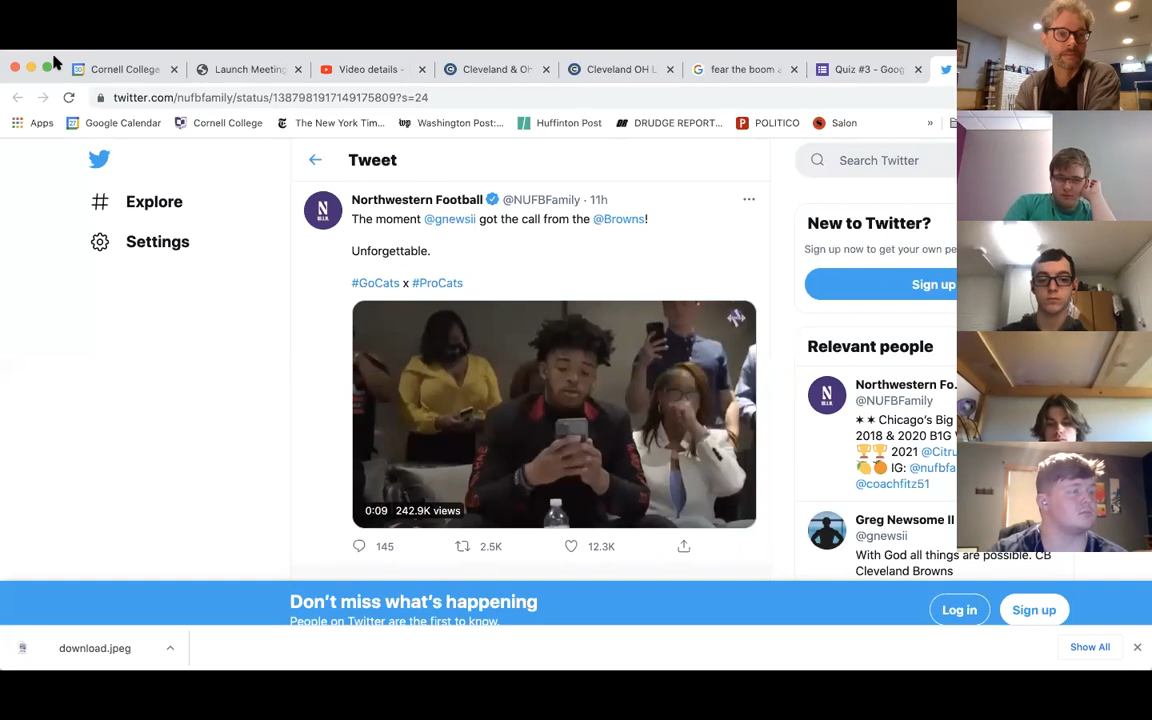 Cornell College
Launch Meeting
Video details -
Cleveland & OH
Cleveland OH L
fear the boom a
Quiz #3 - Goog
twitter.com/nufbfamily/status/1387981917149175809?s=24
Apps
Google Calendar
Cornell College
The New York Tim...
Washington Post:...
Huffinton Post
DRUDGE REPORT...
POLITICO
Salon
»
Explore
Settings
Tweet
Northwestern Football @NUFBFamily · 11h
The moment @gnewsii got the call from the @Browns!
Unforgettable.
#GoCats x #ProCats
0:09 242.9K views
145
2.5K
12.3K
Search Twitter
New to Twitter?
Sign up now to get your own pe
Sign up
Relevant people
Northwestern Fo.
@NUFBFamily
✶ ✶ Chicago's Big
2018 & 2020 B1G
🏆🏆 2021 @Citru
🍋🍊 IG: @nufbfa
@coachfitz51
Greg Newsome II
@gnewsii
With God all things are possible. CB
Cleveland Browns
Don't miss what's happening
People on Twitter are the first to know.
Log in
Sign up
download.jpeg
Show All